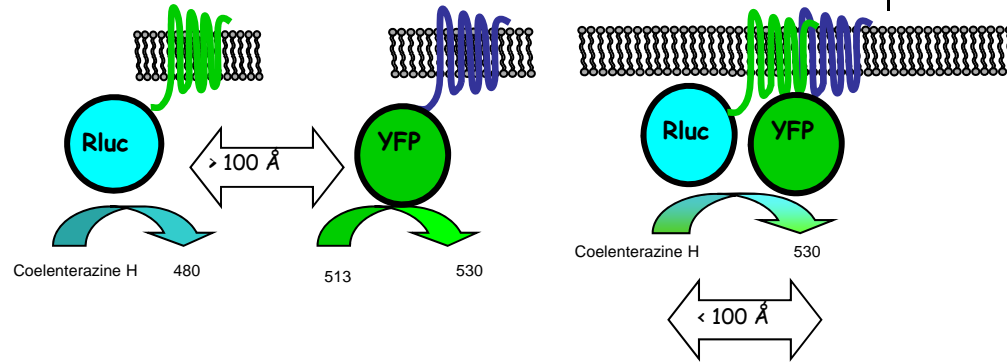 Rluc
> 100 Å
YFP
Coelenterazine H
480
513
530
Rluc
YFP
Coelenterazine H
530
< 100 Å